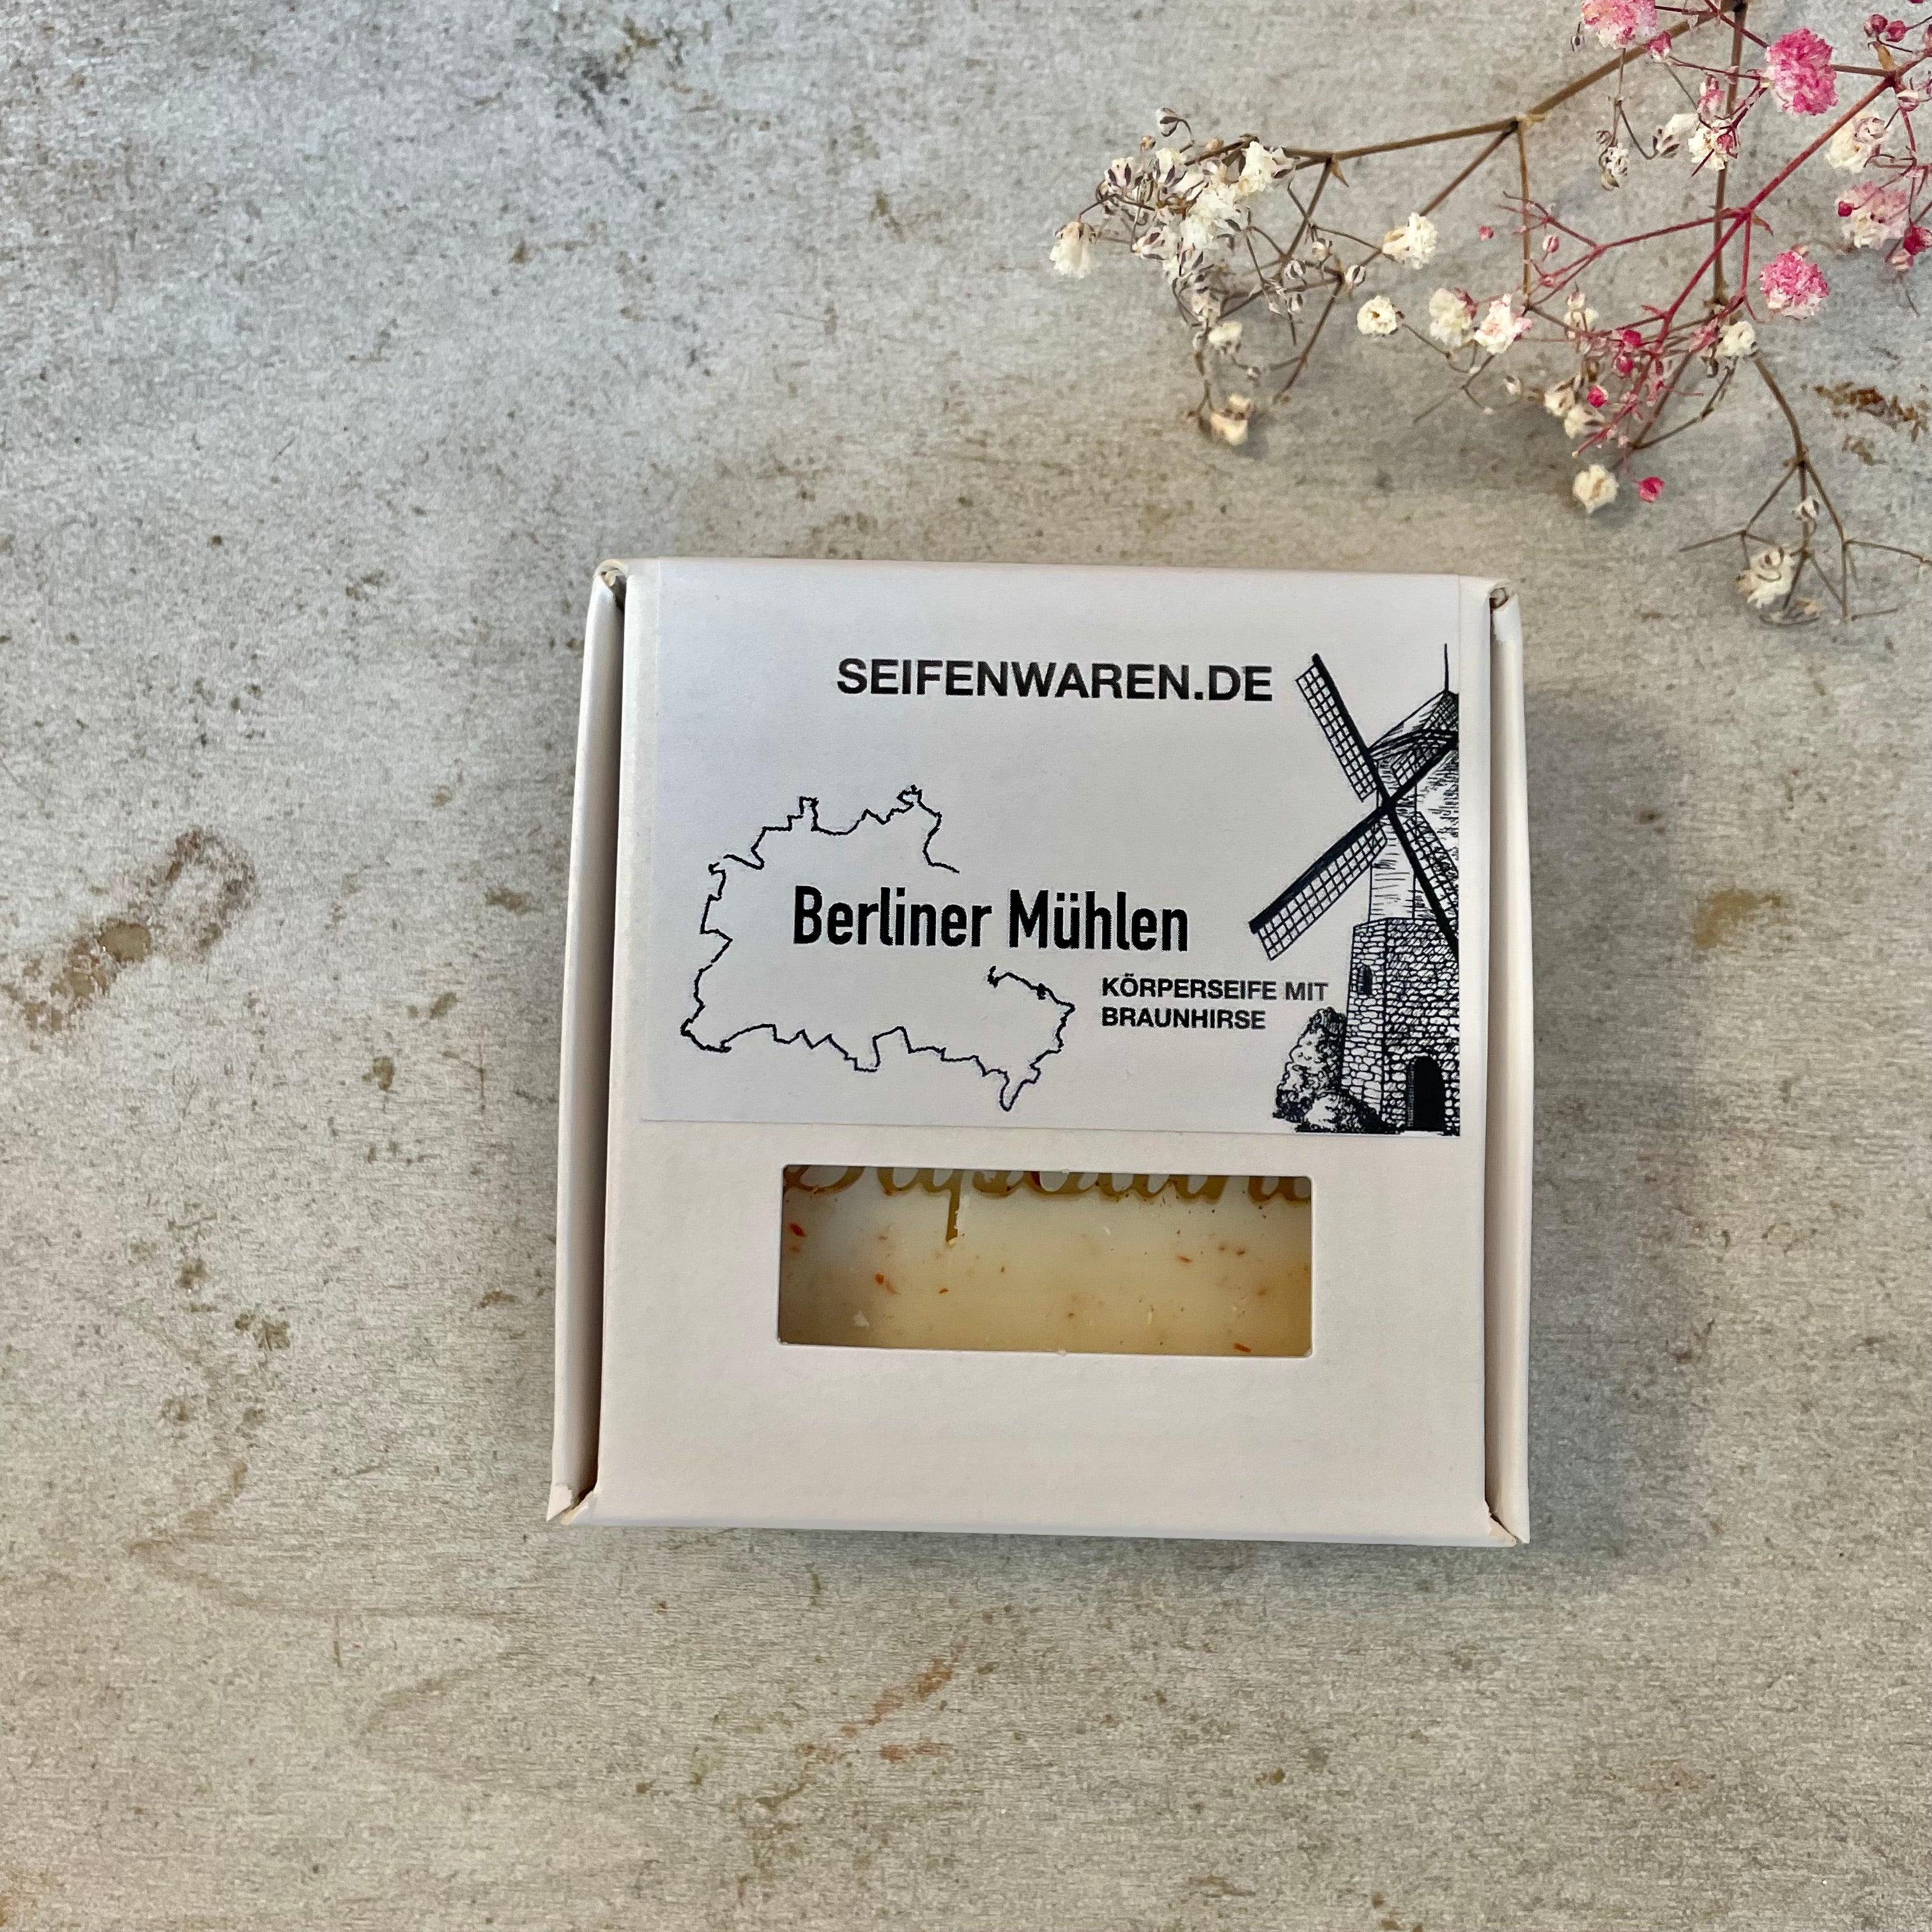 SEIFENWAREN.DE
Berliner Mühlen
KÖRPERSEIFE MIT
BRAUNHIRSE